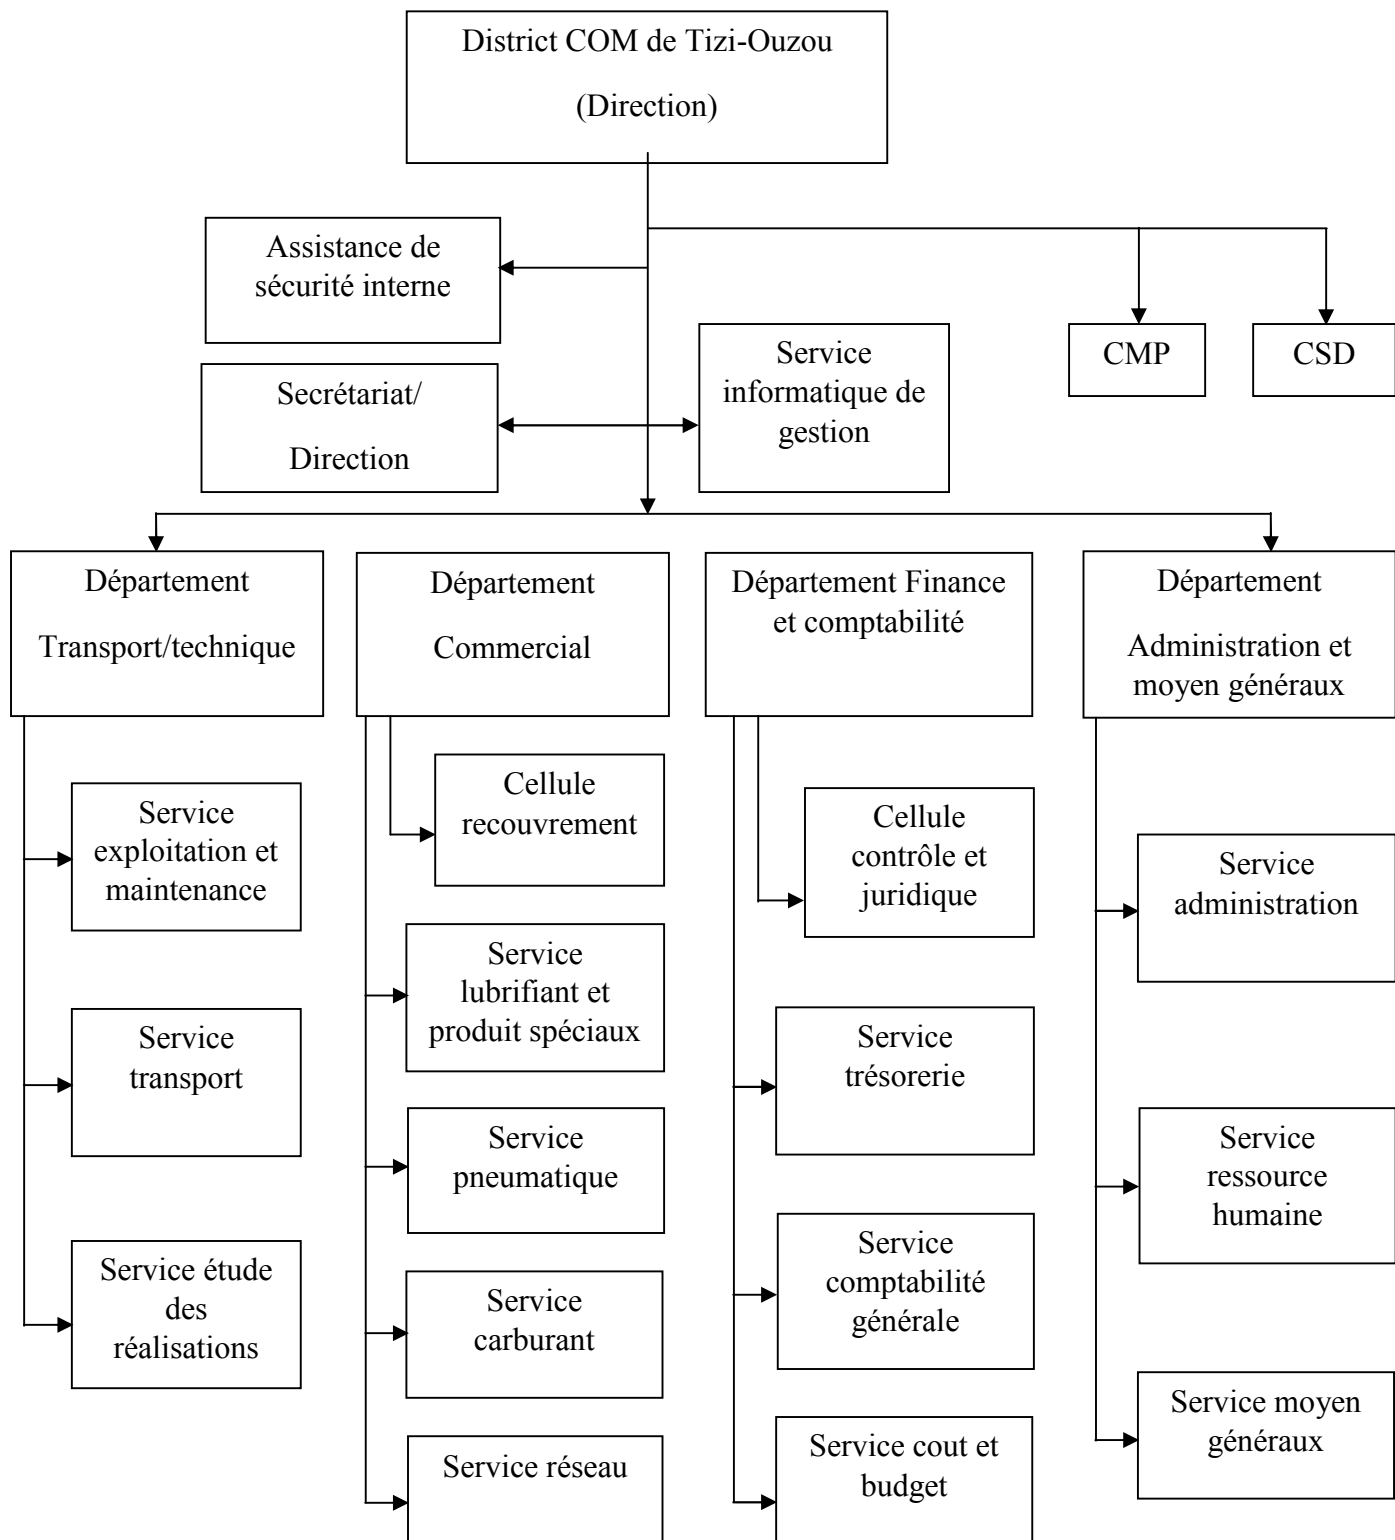 District COM de Tizi-Ouzou
(Direction)
Assistance de
sécurité interne
Secrétariat/
Direction
Service
informatique de
gestion
CMP
CSD
Département
Transport/technique
Département
Commercial
Département Finance
et comptabilité
Département
Administration et
moyen généraux
Service
exploitation et
maintenance
Service
transport
Service étude
des
réalisations
Cellule
recouvrement
Service
lubrifiant et
produit spéciaux
Service
pneumatique
Service
carburant
Service réseau
Cellule
contrôle et
juridique
Service
trésorerie
Service
comptabilité
générale
Service cout et
budget
Service
administration
Service
ressource
humaine
Service moyen
généraux